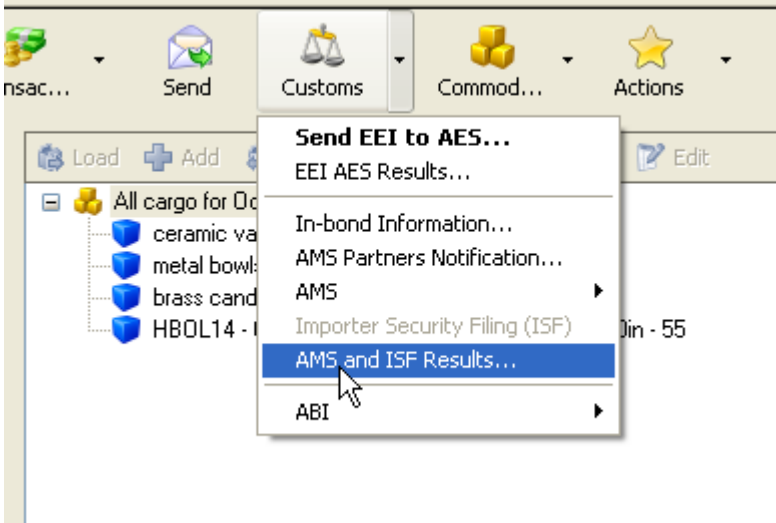 nsac...
Send
Customs
Commod...
Actions
Load
Add
Edit
Send EEI to AES...
EEI AES Results...
In-bond Information...
AMS Partners Notification...
AMS
Importer Security Filing (ISF)
AMS and ISF Results...
ABI
All cargo for Oc
ceramic va
metal bowls
brass cand
HBOL14 -
in - 55